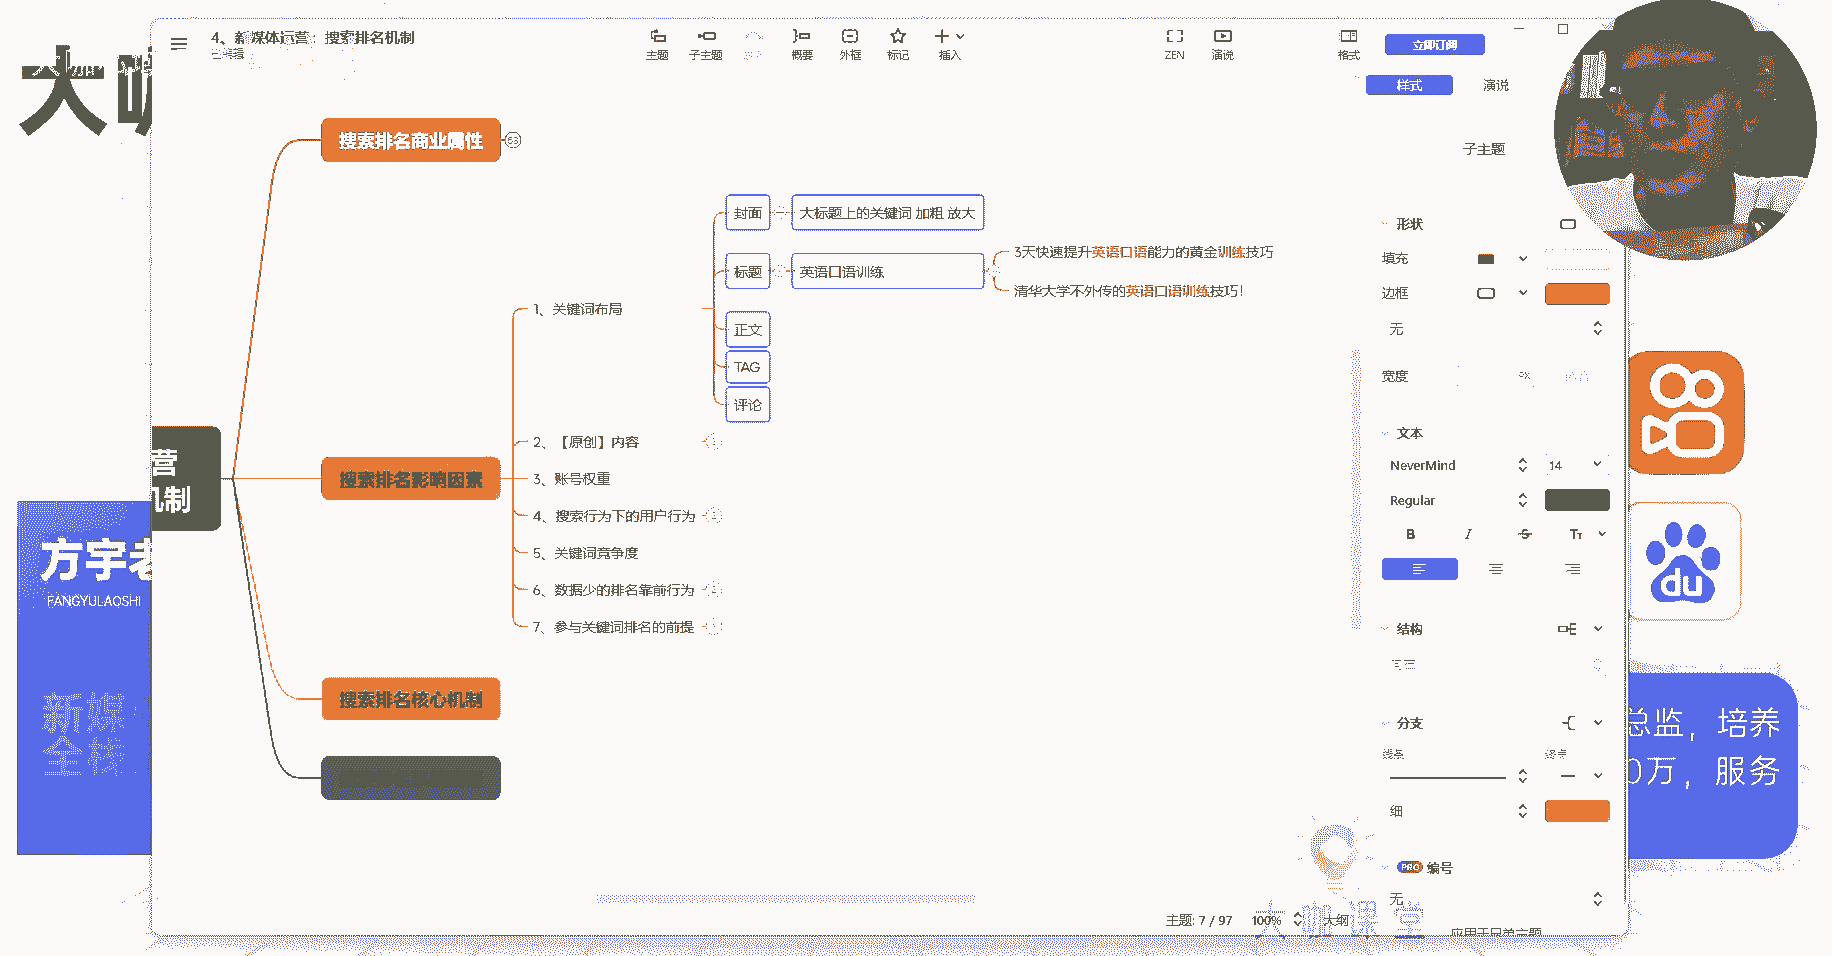 4、新媒体运营：搜索排名机制
已编辑
主题
子主题
概要
外框
标记
插入
ZEN
演说
格式
立即订阅
样式
演说
子主题
大咖
搜索排名商业属性
53
封面
大标题上的关键词 加粗 放大
标题
英语口语训练
3天快速提升英语口语能力的黄金训练技巧
清华大学不外传的英语口语训练技巧！
1、关键词布局
正文
TAG
评论
2、【原创】内容
营
机制
搜索排名影响因素
3、账号权重
4、搜索行为下的用户行为
5、关键词竞争度
6、数据少的排名靠前行为
7、参与关键词排名的前提
搜索排名核心机制
方宇老
FANGYULAOSHI
新媒
全栈
形状
填充
边框
无
宽度
文本
NeverMind
14
Regular
B
I
S
Tт
结构
分支
线条
终点
细
PRO 编号
无
应用于兄弟主题
主题: 7 / 97
100%
大纲
大咖课堂
du
总监，培养
0万，服务